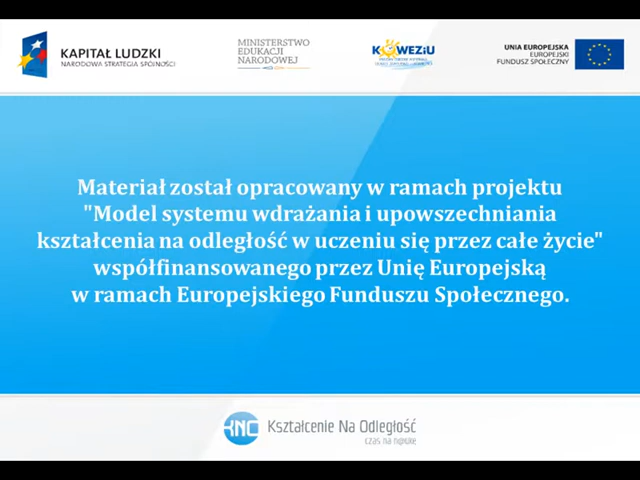 KAPITAŁ LUDZKI
NARODOWA STRATEGIA SPÓJNOŚCI
MINISTERSTWO
EDUKACJI
NARODOWEJ
KOWEZiU
UNIA EUROPEJSKA
EUROPEJSKI
FUNDUSZ SPOŁECZNY
Materiał został opracowany w ramach projektu
"Model systemu wdrażania i upowszechniania
kształcenia na odległość w uczeniu się przez całe życie"
współfinansowanego przez Unię Europejską
w ramach Europejskiego Funduszu Społecznego.
KNO Kształcenie Na Odległość
czas na naukę